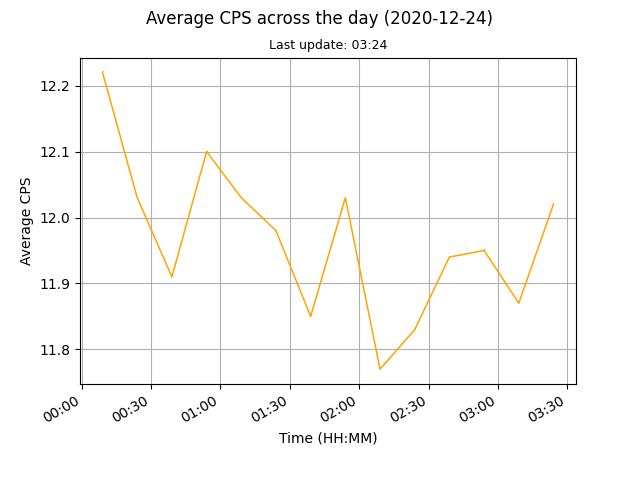 Average CPS across the day (2020-12-24)
Last update: 03:24
12.2
12.1
12.0
11.9
11.8
Average CPS
00:00 00:30 01:00 01:30 02:00 02:30 03:00 03:30
Time (HH:MM)